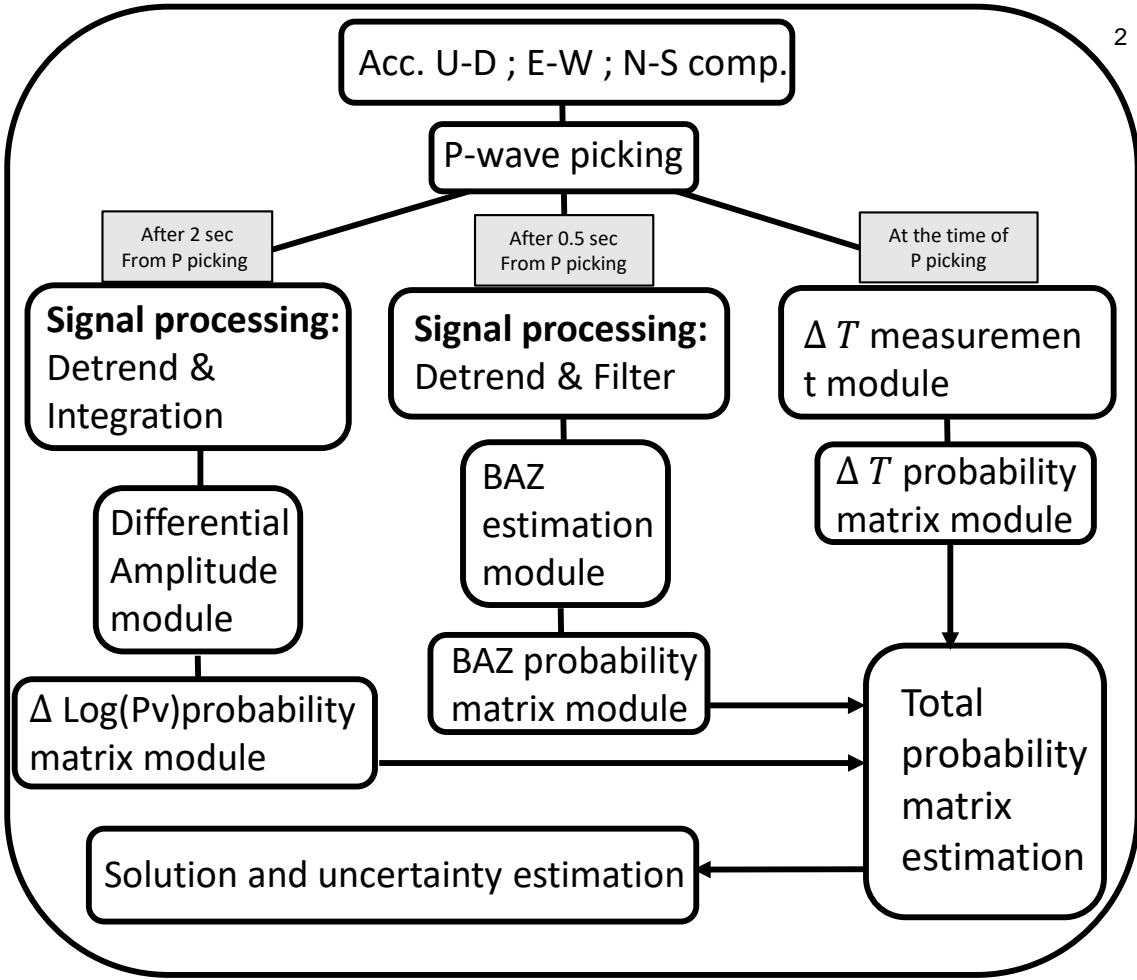 2
Acc. U-D ; E-W ; N-S comp.
P-wave picking
After 2 sec
From P picking
After 0.5 sec
From P picking
At the time of
P picking
Signal processing:
Detrend &
Integration
Signal processing:
Detrend & Filter
Δ T measuremen
t module
Differential
Amplitude
module
BAZ
estimation
module
Δ T probability
matrix module
Δ Log(Pv)probability
matrix module
BAZ probability
matrix module
Total
probability
matrix
estimation
Solution and uncertainty estimation